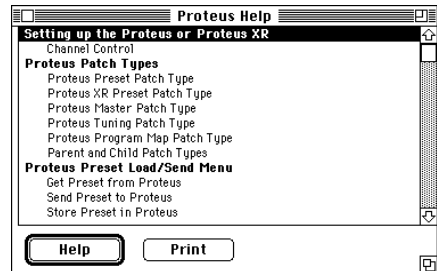 Proteus Help
Setting up the Proteus or Proteus XR
Channel Control
Proteus Patch Types
Proteus Preset Patch Type
Proteus XR Preset Patch Type
Proteus Master Patch Type
Proteus Tuning Patch Type
Proteus Program Map Patch Type
Parent and Child Patch Types
Proteus Preset Load/Send Menu
Get Preset from Proteus
Send Preset to Proteus
Store Preset in Proteus
Help
Print